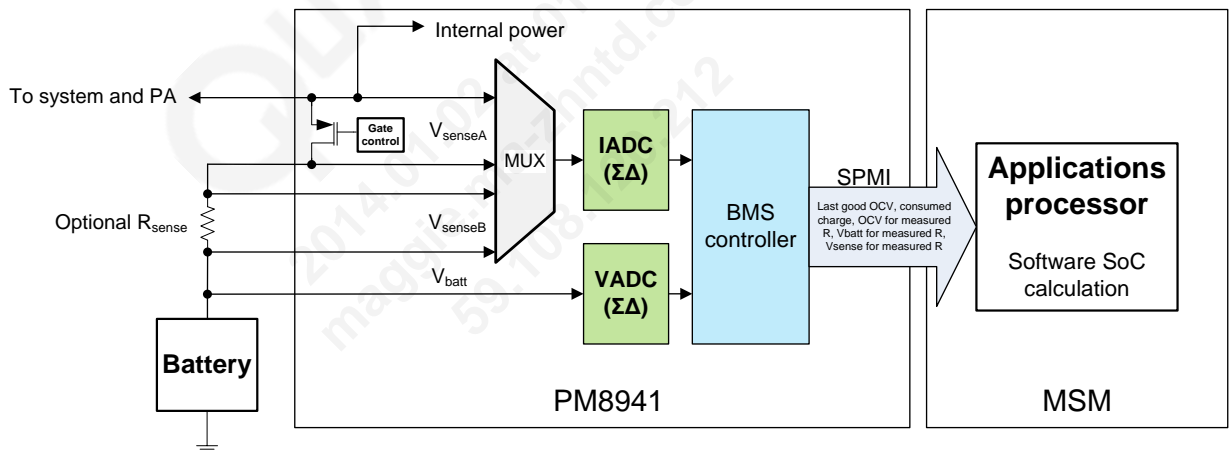 Internal power
To system and PA
Gate
control
VsenseA
MUX
IADC
(ΣΔ)
SPMI
Applications
processor
Optional Rsense
VsenseB
BMS
controller
Last good OCV, consumed
charge, OCV for measured
R, Vbatt for measured R,
Vsense for measured R
Software SoC
calculation
Vbatt
VADC
(ΣΔ)
Battery
PM8941
MSM